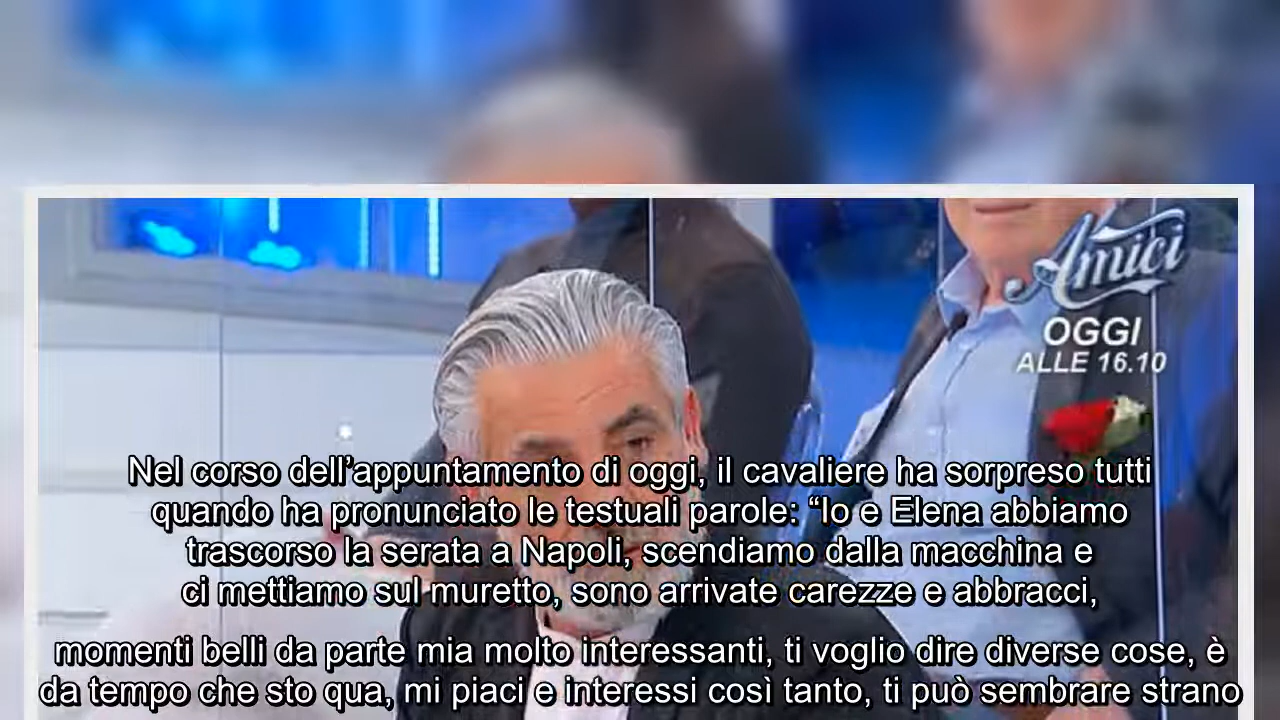 Amici
OGGI
ALLE 16.10
Nel corso dell'appuntamento di oggi, il cavaliere ha sorpreso tutti
quando ha pronunciato le testuali parole: “Io e Elena abbiamo
trascorso la serata a Napoli, scendiamo dalla macchina e
ci mettiamo sul muretto, sono arrivate carezze e abbracci,
momenti belli da parte mia molto interessanti, ti voglio dire diverse cose, è
da tempo che sto qua, mi piaci e interessi così tanto, ti può sembrare strano